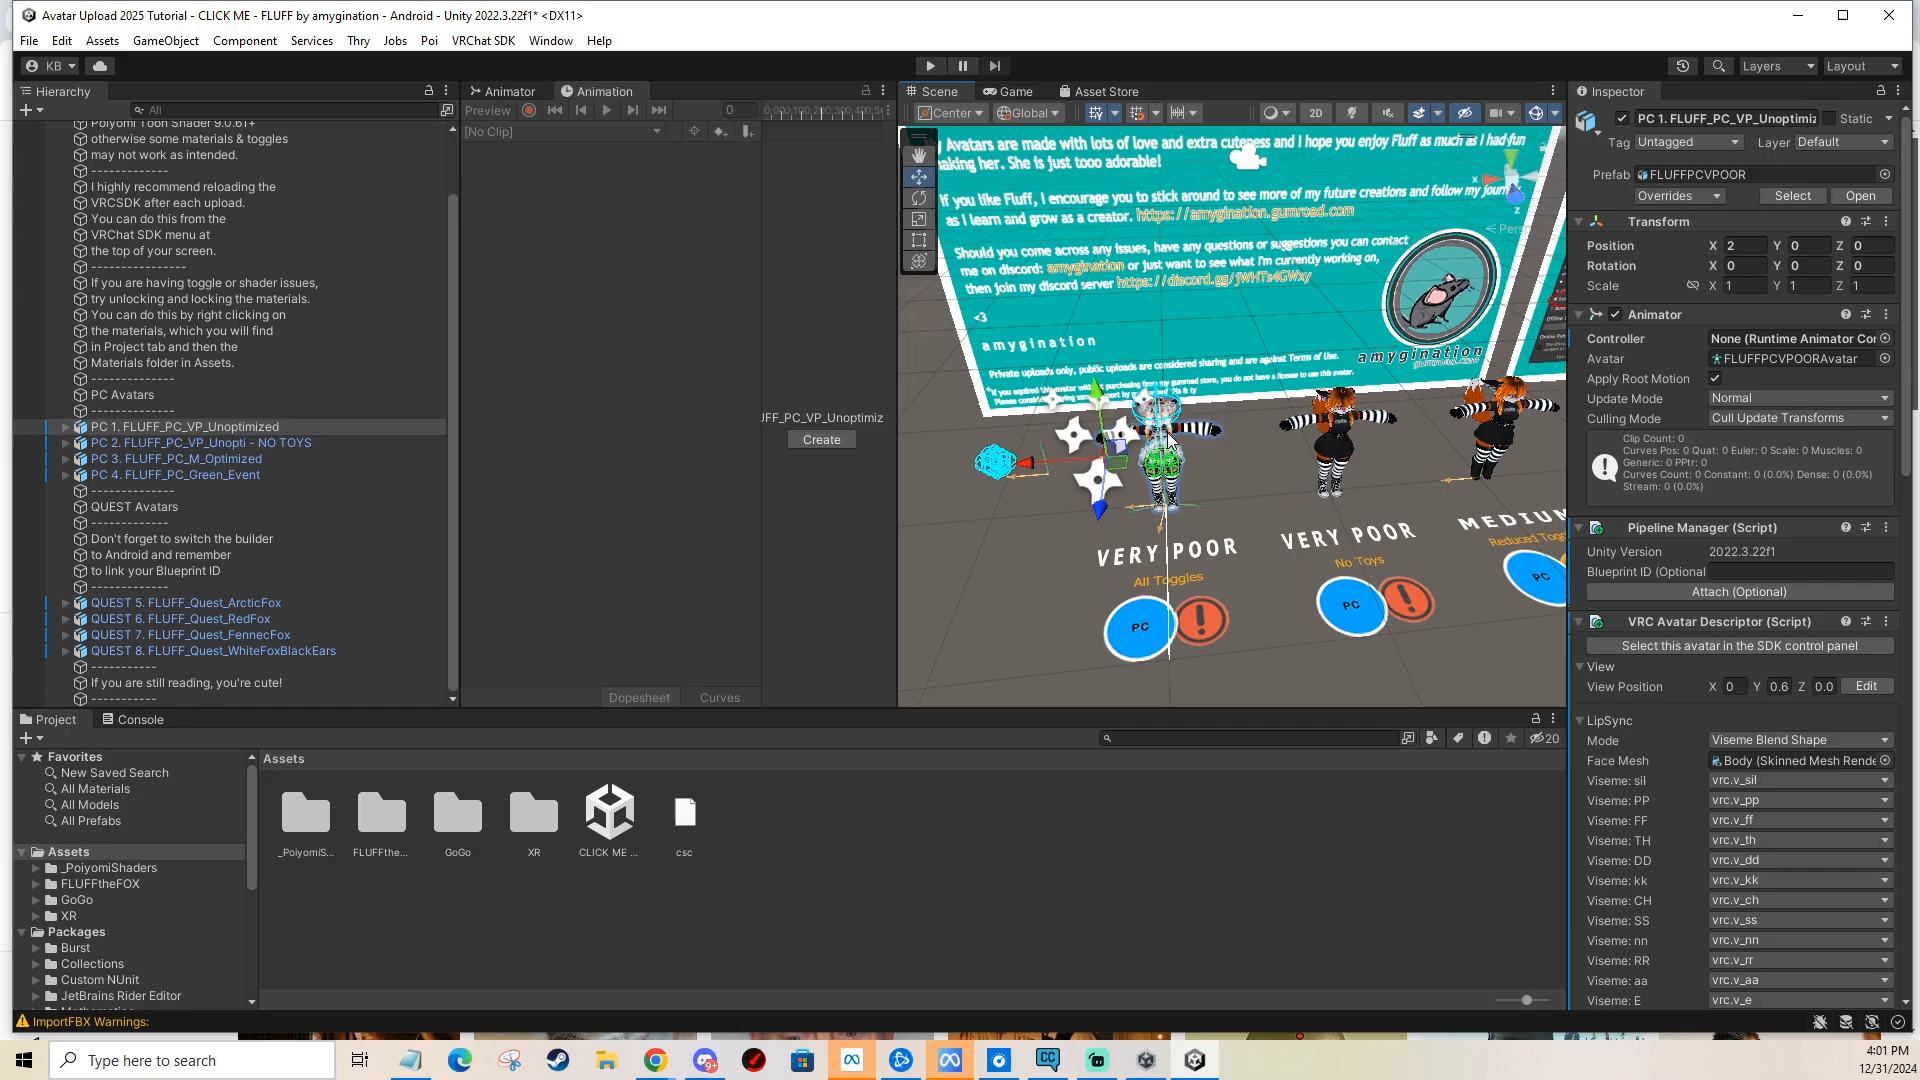 Avatar Upload 2025 Tutorial - CLICK ME - FLUFF by amygination - Android - Unity 2022.3.22f1* <DX11>
File Edit Assets GameObject Component Services Thry Jobs Poi VRChat SDK Window Help
KB
Layers
Layout
Hierarchy
All
Poiyomi Toon Shader 9.0.61+
otherwise some materials & toggles
may not work as intended.
-------------
I highly recommend reloading the
VRCSDK after each upload.
You can do this from the
VRChat SDK menu at
the top of your screen.
----------------
If you are having toggle or shader issues,
try unlocking and locking the materials.
You can do this by right clicking on
the materials, which you will find
in Project tab and then the
Materials folder in Assets.
--------------
PC Avatars
--------------
PC 1. FLUFF_PC_VP_Unoptimized
PC 2. FLUFF_PC_VP_Unopti - NO TOYS
PC 3. FLUFF_PC_M_Optimized
PC 4. FLUFF_PC_Green_Event
--------------
QUEST Avatars
-------------
Don't forget to switch the builder
to Android and remember
to link your Blueprint ID
-------------
QUEST 5. FLUFF_Quest_ArcticFox
QUEST 6. FLUFF_Quest_RedFox
QUEST 7. FLUFF_Quest_FennecFox
QUEST 8. FLUFF_Quest_WhiteFoxBlackEars
-----------
If you are still reading, you're cute!
-----------
Animator
Animation
Preview
0
[No Clip]
JFF_PC_VP_Unoptimiz
Create
Dopesheet
Curves
Scene
Game
Asset Store
Center
Global
2D
y Avatars are made with lots of love and extra cuteness and I hope you enjoy Fluff as much as I had fun
aking her. She is just tooo adorable!
If you like Fluff, I encourage you to stick around to see more of my future creations and follow my journ
as I learn and grow as a creator. https://amygination.gumroad.com
Should you come across any issues, have any questions or suggestions you can contact
me on discord: amygination or just want to see what I'm currently working on,
then join my discord server https://discord.gg/jWHTs4GWxy
<3
amygination
Private uploads only, public uploads are considered sharing and are against Terms of Use.
amygination
x
z
< Persp
VERY POOR
All Toggles
PC
VERY POOR
No Toys
PC
MEDIUM
Reduced Togg
PC
Inspector
PC 1. FLUFF_PC_VP_Unoptimiz
Static
Tag Untagged
Layer Default
Prefab FLUFFPCVPOOR
Overrides
Select
Open
Transform
Position X 2 Y 0 Z 0
Rotation X 0 Y 0 Z 0
Scale X 1 Y 1 Z 1
Animator
Controller None (Runtime Animator Cor
Avatar FLUFFPCVPOORAvatar
Apply Root Motion
Update Mode Normal
Culling Mode Cull Update Transforms
Clip Count: 0
Curves Pos: 0 Quat: 0 Euler: 0 Scale: 0 Muscles: 0
Generic: 0 PPtr: 0
Curves Count: 0 Constant: 0 (0.0%) Dense: 0 (0.0%)
Stream: 0 (0.0%)
Pipeline Manager (Script)
Unity Version 2022.3.22f1
Blueprint ID (Optional
Attach (Optional)
VRC Avatar Descriptor (Script)
Select this avatar in the SDK control panel
View
View Position X 0 Y 0.6 Z 0.0 Edit
LipSync
Mode Viseme Blend Shape
Face Mesh Body (Skinned Mesh Rende
Viseme: sil vrc.v_sil
Viseme: PP vrc.v_pp
Viseme: FF vrc.v_ff
Viseme: TH vrc.v_th
Viseme: DD vrc.v_dd
Viseme: kk vrc.v_kk
Viseme: CH vrc.v_ch
Viseme: SS vrc.v_ss
Viseme: nn vrc.v_nn
Viseme: RR vrc.v_rr
Viseme: aa vrc.v_aa
Viseme: E vrc.v_e
Project
Console
20
Favorites
New Saved Search
All Materials
All Models
All Prefabs
Assets
_PoiyomiShaders
FLUFFtheFOX
GoGo
XR
Packages
Burst
Collections
Custom NUnit
JetBrains Rider Editor
Assets
_PoiyomiS...
FLUFFthe...
GoGo
XR
CLICK ME ...
csc
ImportFBX Warnings:
Type here to search
9+
CC
4:01 PM
12/31/2024